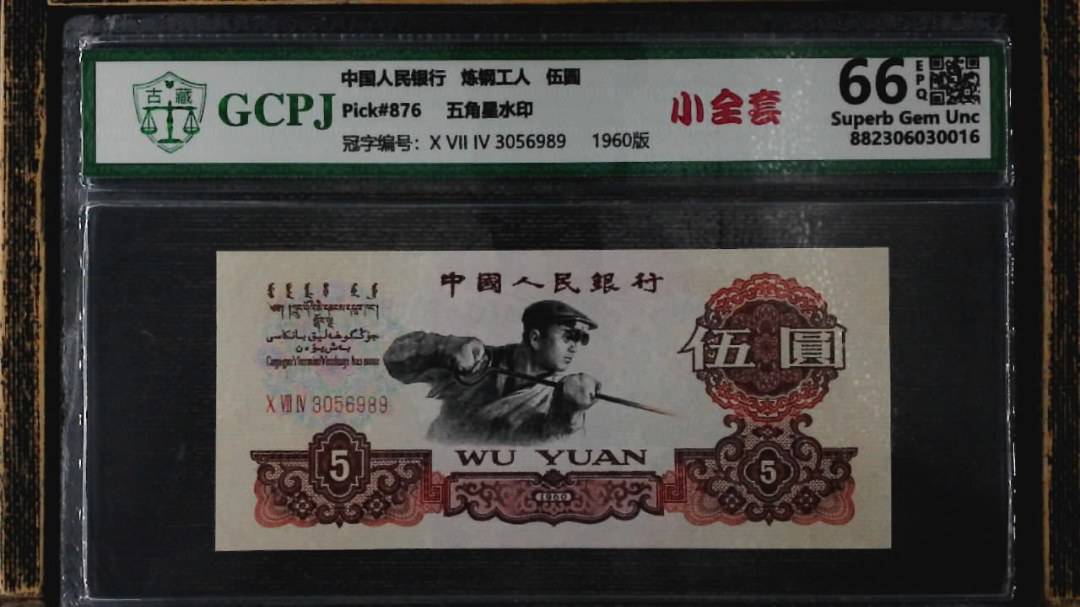 古 藏
GCPJ
中国人民银行 炼钢工人 伍圆
Pick#876 五角星水印
冠字编号: X VII IV 3056989 1960版
小全套
66 EPQ
Superb Gem Unc
882306030016
中國人民銀行
伍圓
X VII IV 3056989
5
WU YUAN
1960
5